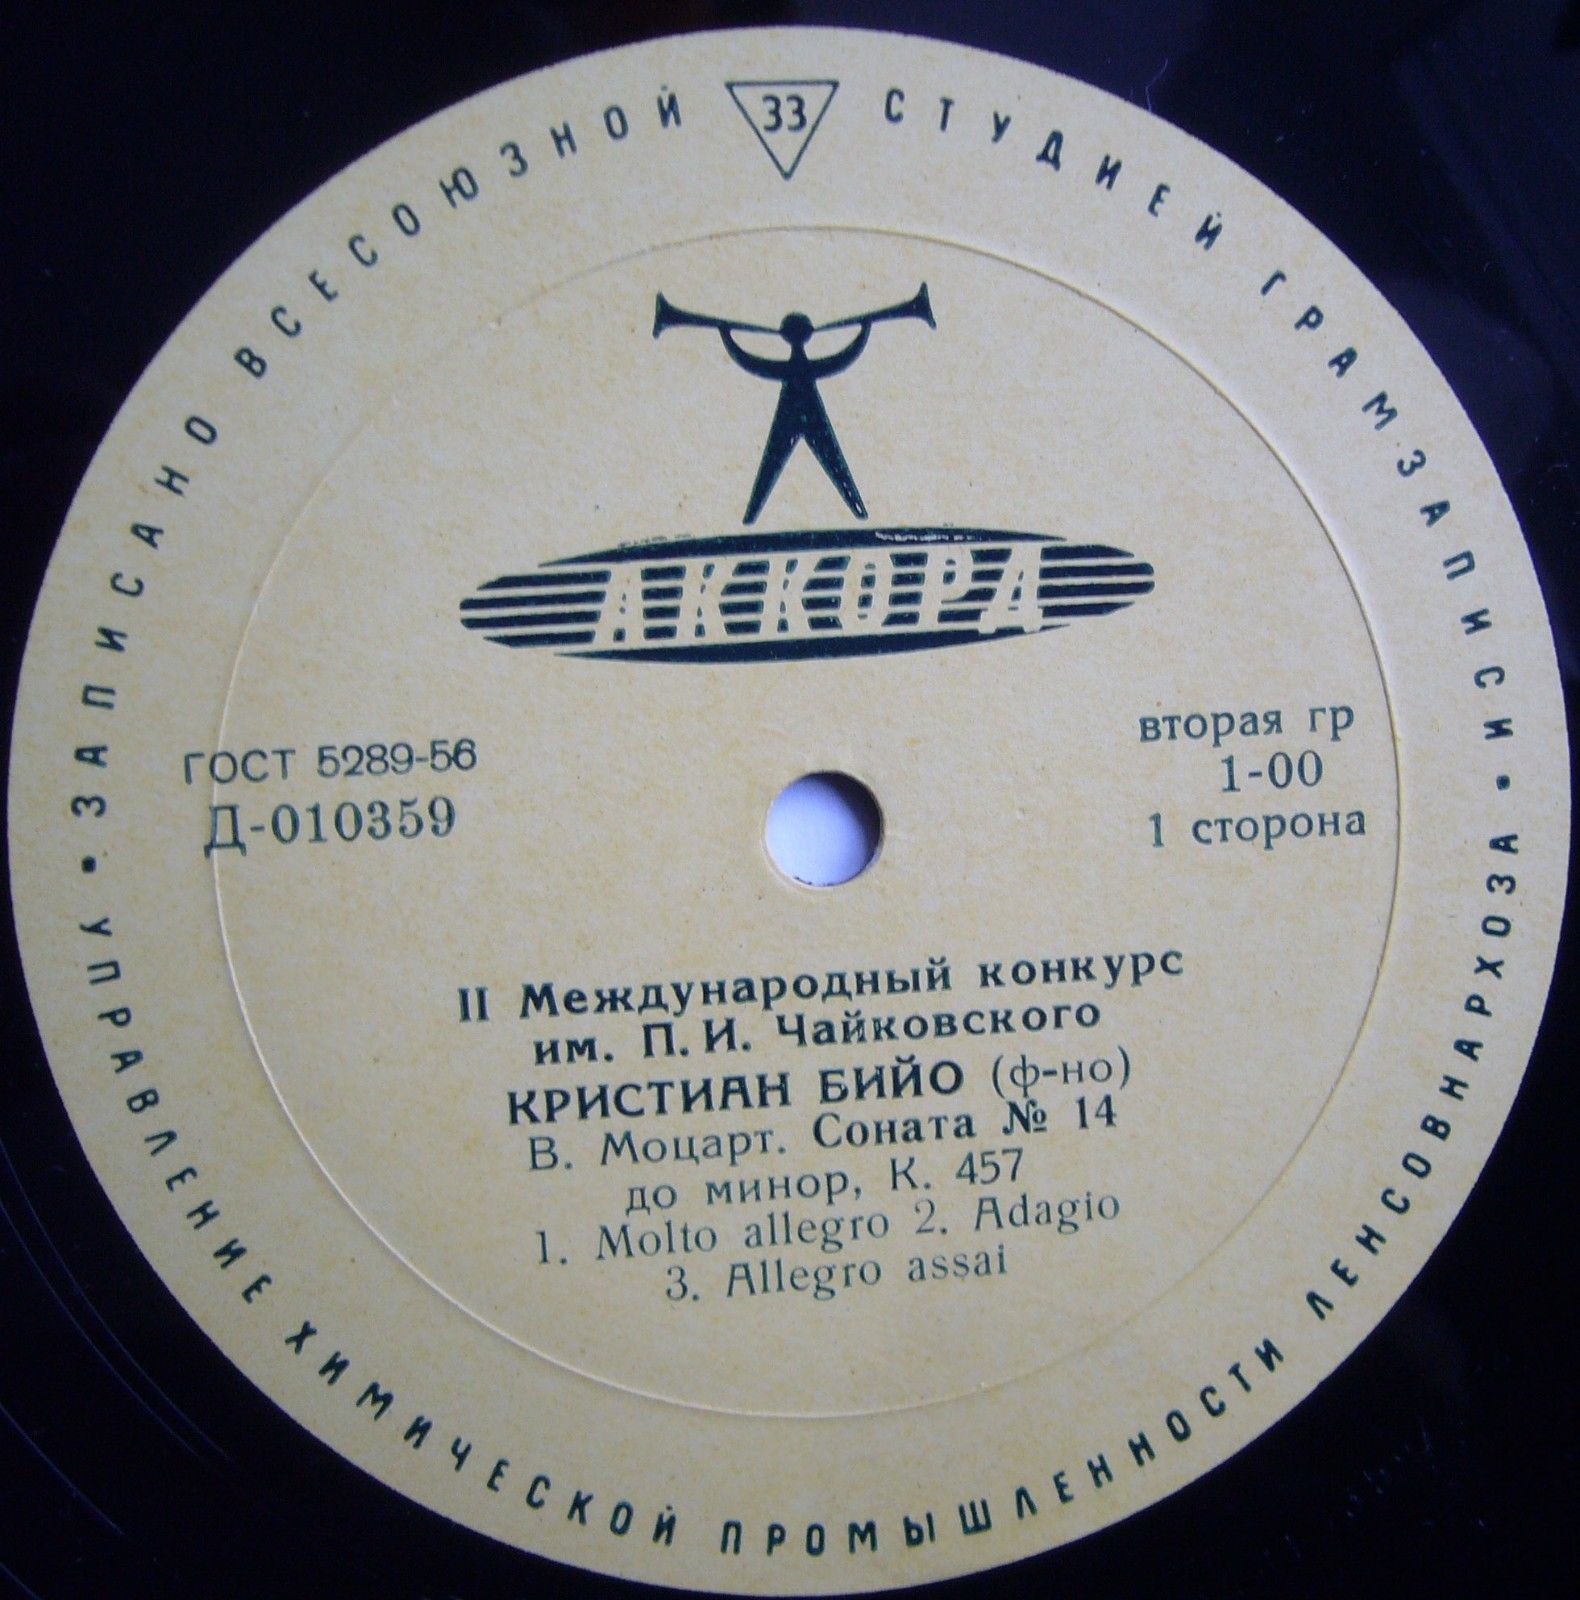 • ЗАПИСАНО ВСЕСОЮЗНОЙ 33 СТУДИЕЙ ГРАМЗАПИСИ •
АККОРД
ГОСТ 5289-56
Д-010359
вторая гр
1-00
1 сторона
II Международный конкурс
им. П. И. Чайковского
КРИСТИАН БИЙО (ф-но)
В. Моцарт. Соната № 14
до минор, К. 457
1. Molto allegro 2. Adagio
3. Allegro assai
УПРАВЛЕНИЕ ХИМИЧЕСКОЙ ПРОМЫШЛЕННОСТИ ЛЕНСОВНАРХОЗА